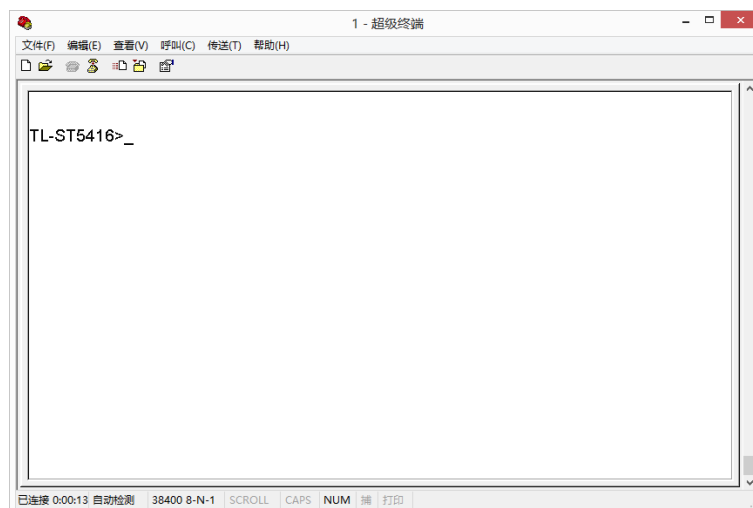 1 - 超级终端
文件(F) 编辑(E) 查看(V) 呼叫(C) 传送(T) 帮助(H)
TL-ST5416>_
已连接 0:00:13 自动检测 38400 8-N-1 SCROLL CAPS NUM 捕 打印